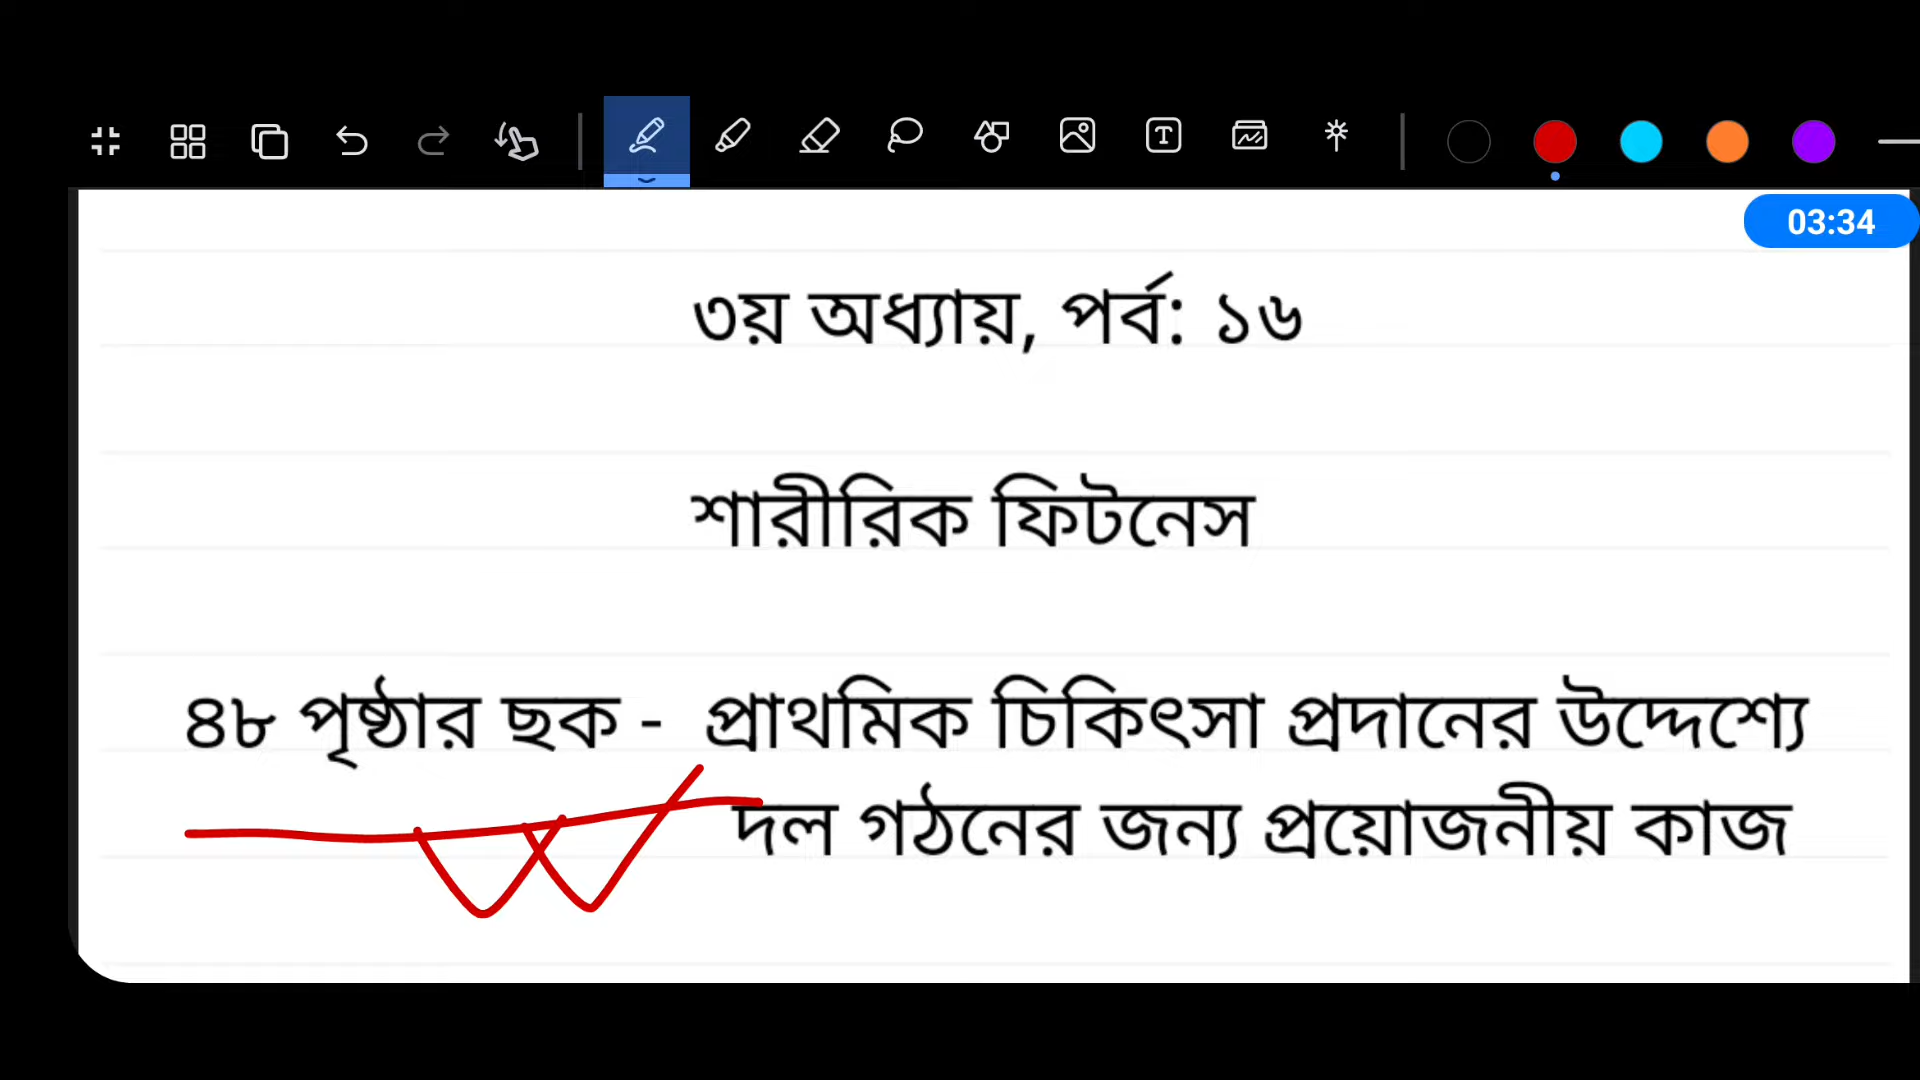 03:34
৩য় অধ্যায়, পর্ব: ১৬
শারীরিক ফিটনেস
৪৮ পৃষ্ঠার ছক - প্রাথমিক চিকিৎসা প্রদানের উদ্দেশ্যে
দল গঠনের জন্য প্রয়োজনীয় কাজ